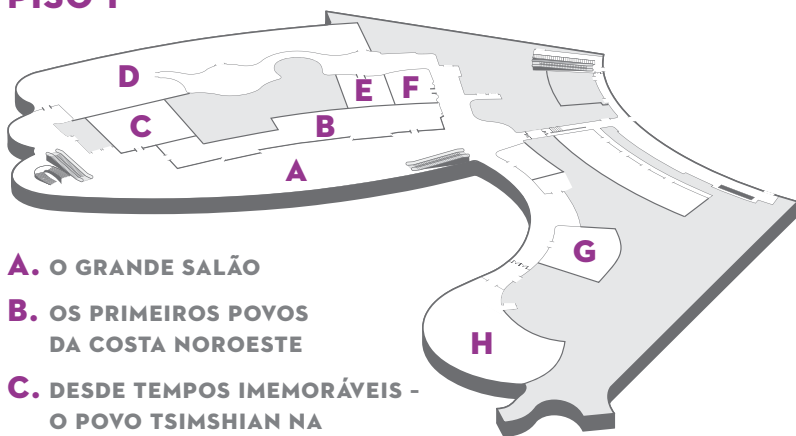 PISO 1
D
E
F
C
B
A
G
H
A. O GRANDE SALÃO
B. OS PRIMEIROS POVOS
DA COSTA NOROESTE
C. DESDE TEMPOS IMEMORÁVEIS -
O POVO TSIMSHIAN NA